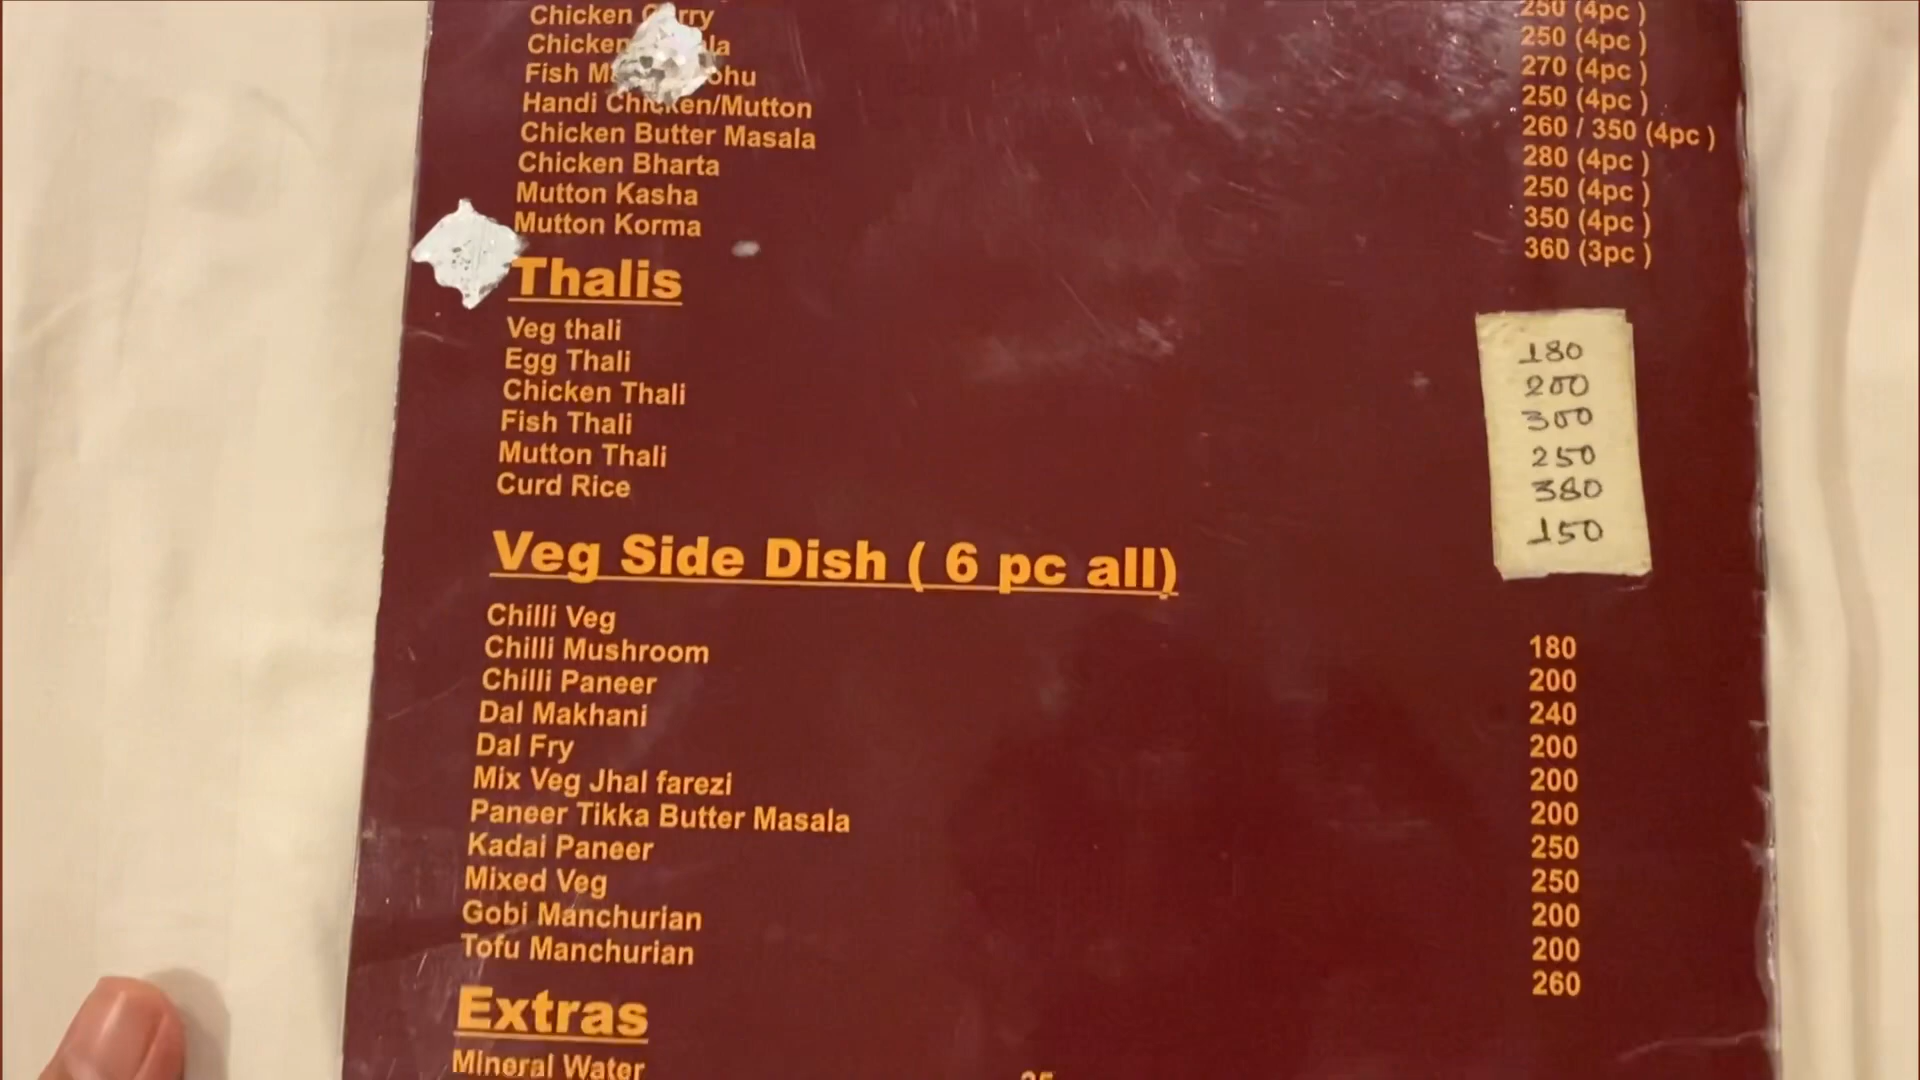 Chicken rry 250 (4pc )
Chicken la 250 (4pc )
Fish M ohu 270 (4pc )
Handi Chicken/Mutton 250 (4pc )
Chicken Butter Masala 260 / 350 (4pc )
Chicken Bharta 280 (4pc )
Mutton Kasha 250 (4pc )
Mutton Korma 350 (4pc )
360 (3pc )
Thalis
Veg thali 180
Egg Thali 200
Chicken Thali 300
Fish Thali 250
Mutton Thali 380
Curd Rice 150
Veg Side Dish ( 6 pc all)
Chilli Veg 180
Chilli Mushroom 200
Chilli Paneer 240
Dal Makhani 200
Dal Fry 200
Mix Veg Jhal farezi 200
Paneer Tikka Butter Masala 250
Kadai Paneer 250
Mixed Veg 200
Gobi Manchurian 200
Tofu Manchurian 260
Extras
Mineral Water